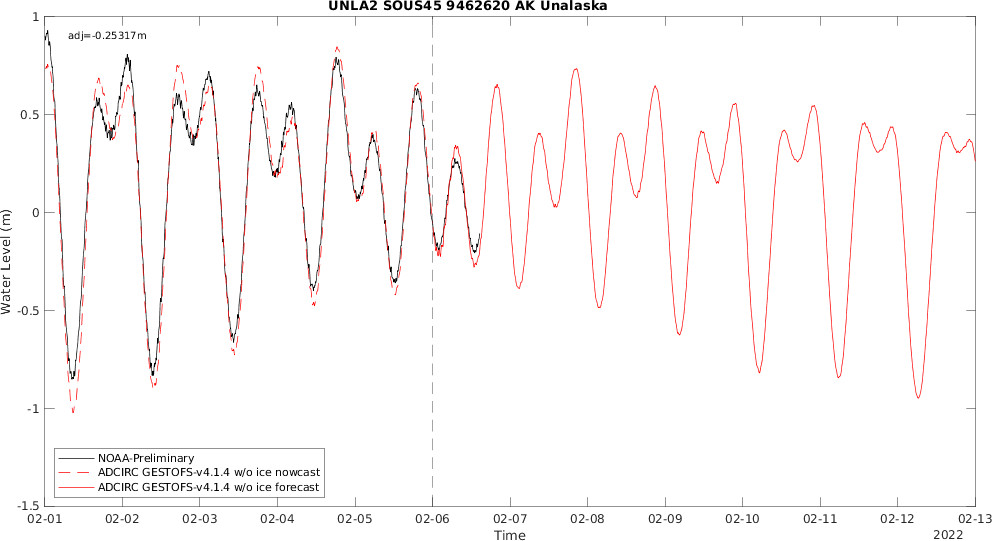 UNLA2 SOUS45 9462620 AK Unalaska
adj=-0.25317m
1
0.5
0
-0.5
-1
-1.5
Water Level (m)
NOAA-Preliminary
ADCIRC GESTOFS-v4.1.4 w/o ice nowcast
ADCIRC GESTOFS-v4.1.4 w/o ice forecast
02-01 02-02 02-03 02-04 02-05 02-06 02-07 02-08 02-09 02-10 02-11 02-12 02-13
Time
2022